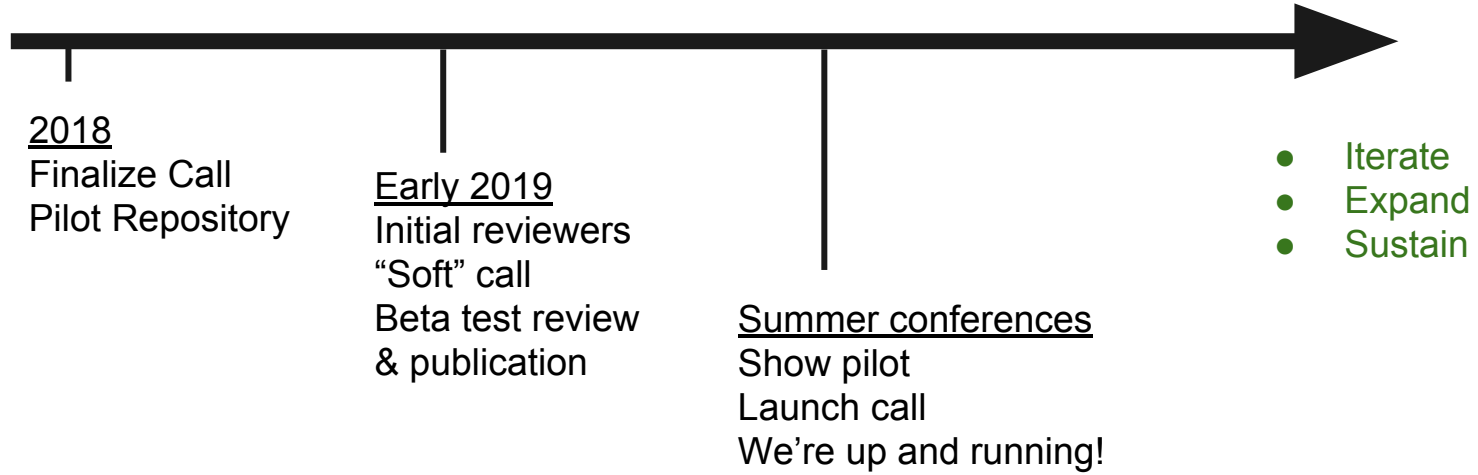 2018
Finalize Call
Pilot Repository
Early 2019
Initial reviewers
“Soft” call
Beta test review
& publication
Summer conferences
Show pilot
Launch call
We’re up and running!
● Iterate
● Expand
● Sustain